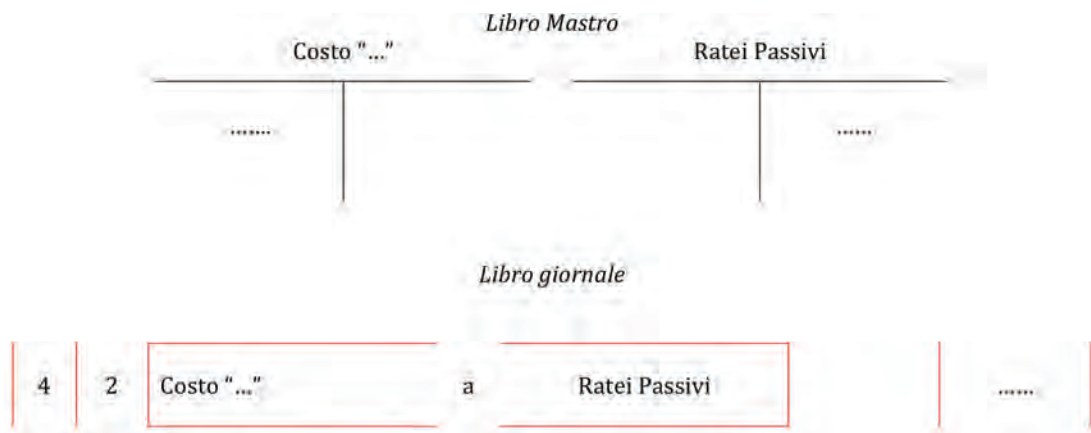 Libro Mastro
Costo "..." Ratei Passivi
....... ......
Libro giornale
4 2 Costo "..." a Ratei Passivi ......